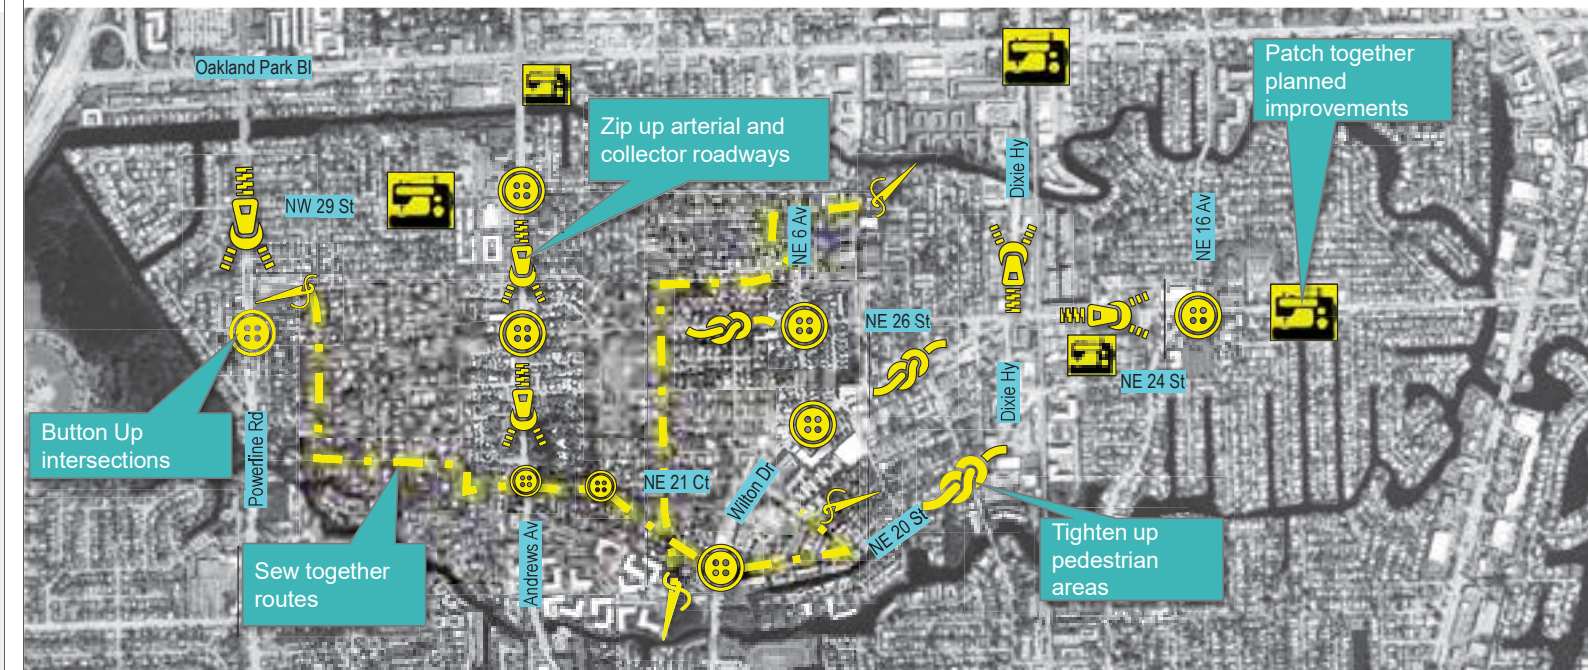 Oakland Park Bl
Patch together
planned
improvements
Zip up arterial and
collector roadways
Dixie Hy
NW 29 St
NE 6 Av
NE 16 Av
NE 26 St
NE 24 St
Dixie Hy
Button Up
intersections
Powerline Rd
NE 21 Ct
Wilton Dr
NE 20 St
Andrews Av
Tighten up
pedestrian
areas
Sew together
routes